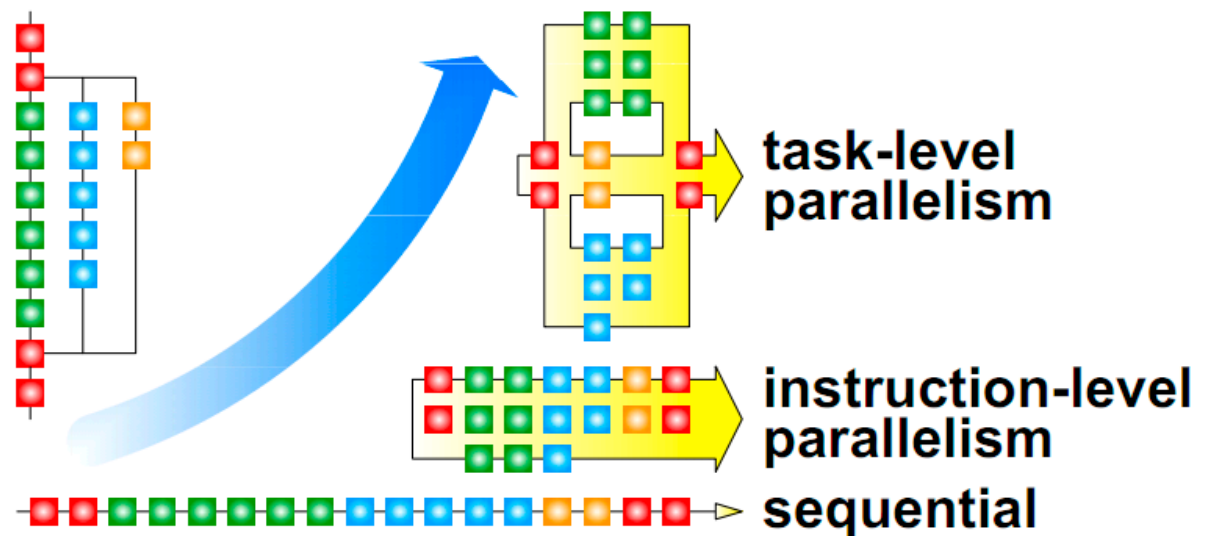 task-level
parallelism
instruction-level
parallelism
sequential